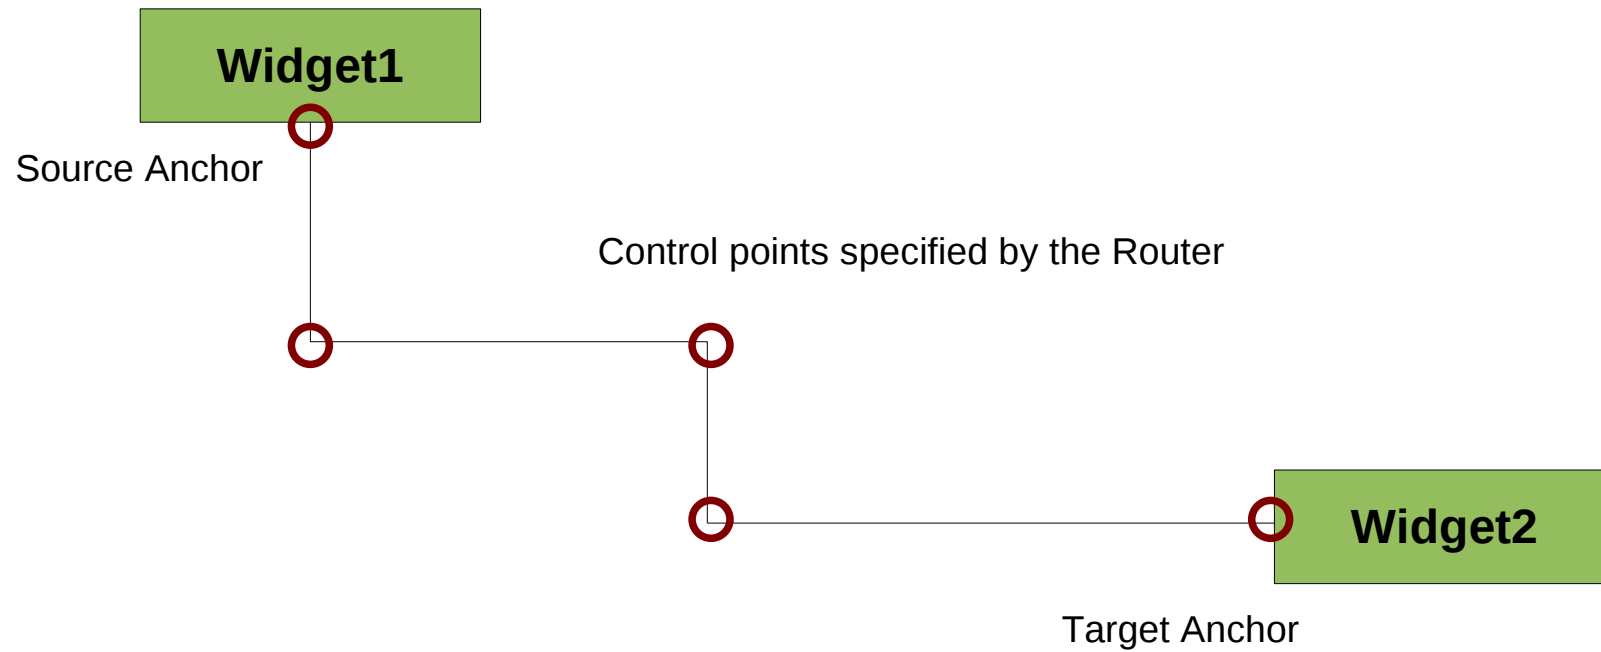 Widget1
Source Anchor
Control points specified by the Router
Widget2
Target Anchor